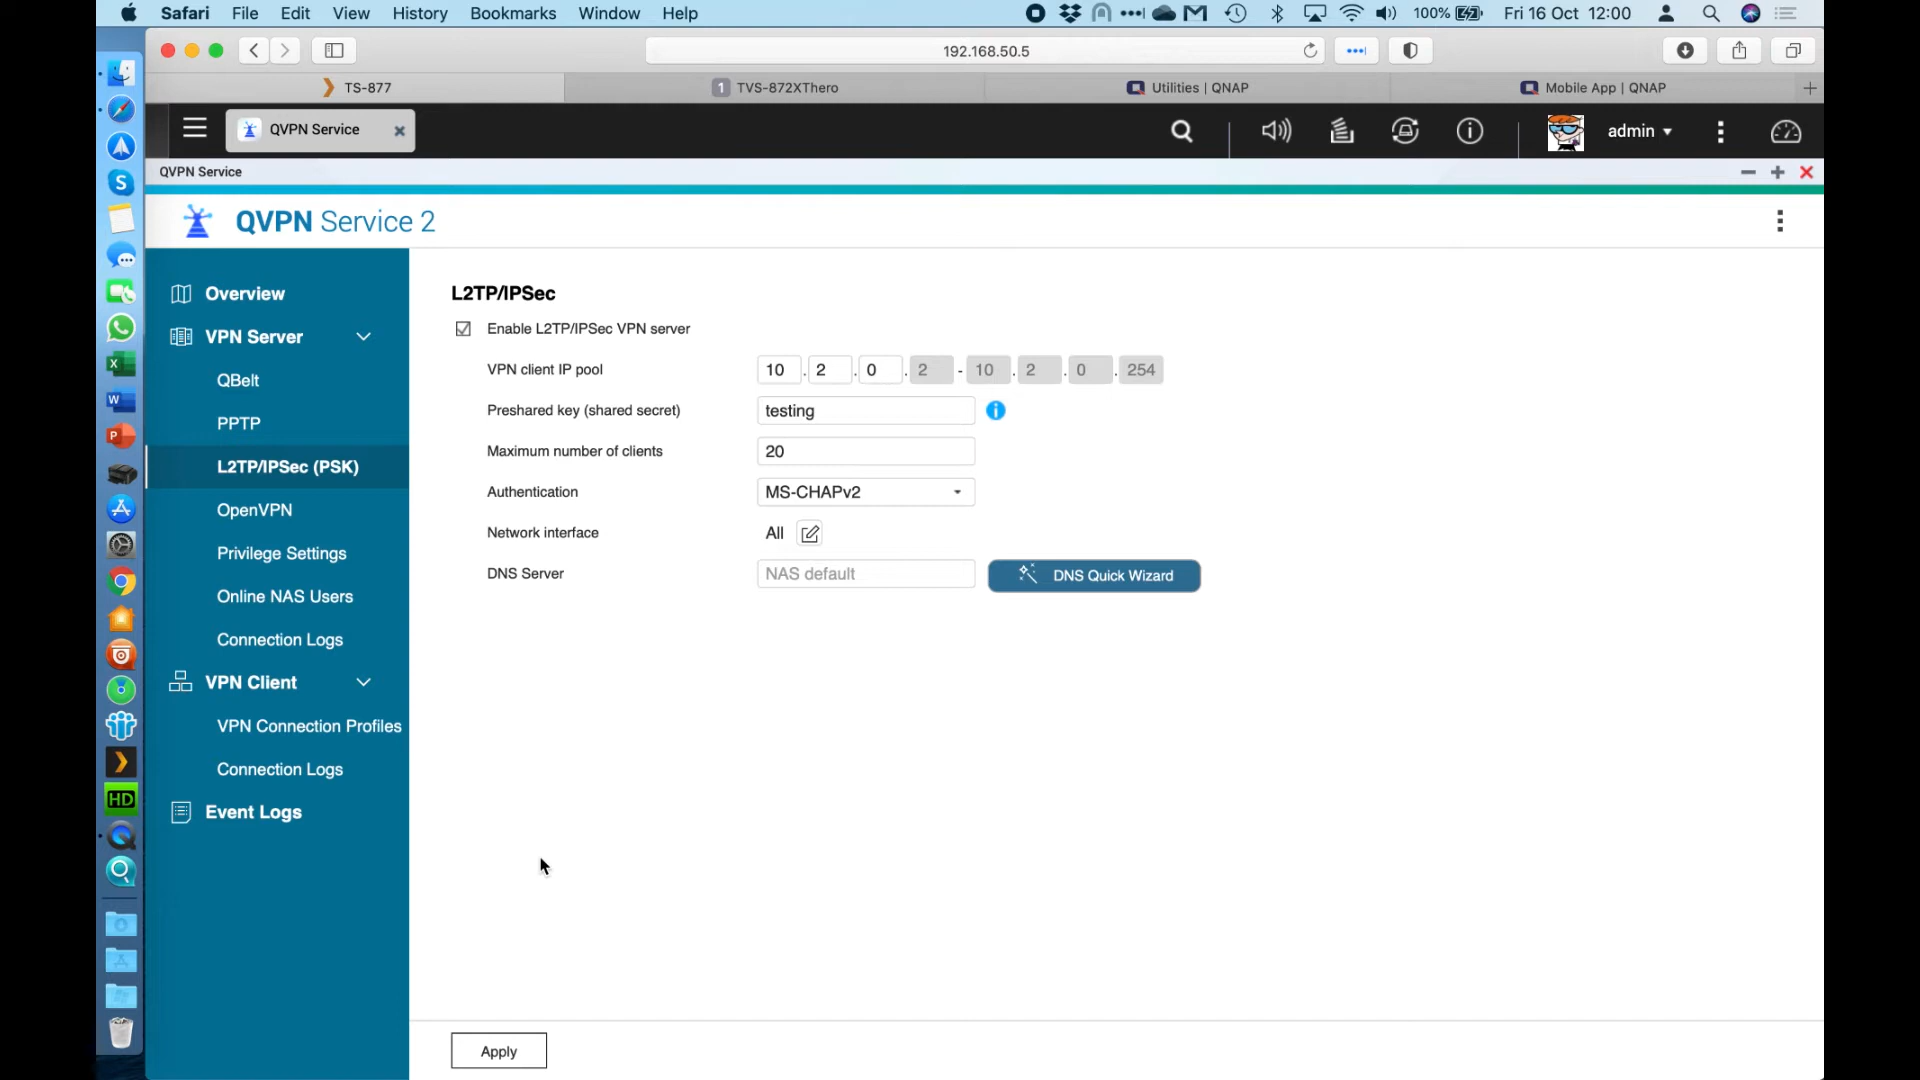 Safari File Edit View History Bookmarks Window Help 100% Fri 16 Oct 12:00
192.168.50.5
TS-877 1 TVS-872XThero Utilities | QNAP Mobile App | QNAP
QVPN Service admin
QVPN Service
QVPN Service 2
Overview
VPN Server
QBelt
PPTP
L2TP/IPSec (PSK)
OpenVPN
Privilege Settings
Online NAS Users
Connection Logs
VPN Client
VPN Connection Profiles
Connection Logs
Event Logs
L2TP/IPSec
Enable L2TP/IPSec VPN server
VPN client IP pool 10 . 2 . 0 . 2 - 10 . 2 . 0 . 254
Preshared key (shared secret) testing
Maximum number of clients 20
Authentication MS-CHAPv2
Network interface All
DNS Server NAS default DNS Quick Wizard
Apply
S
X
W
P
HD